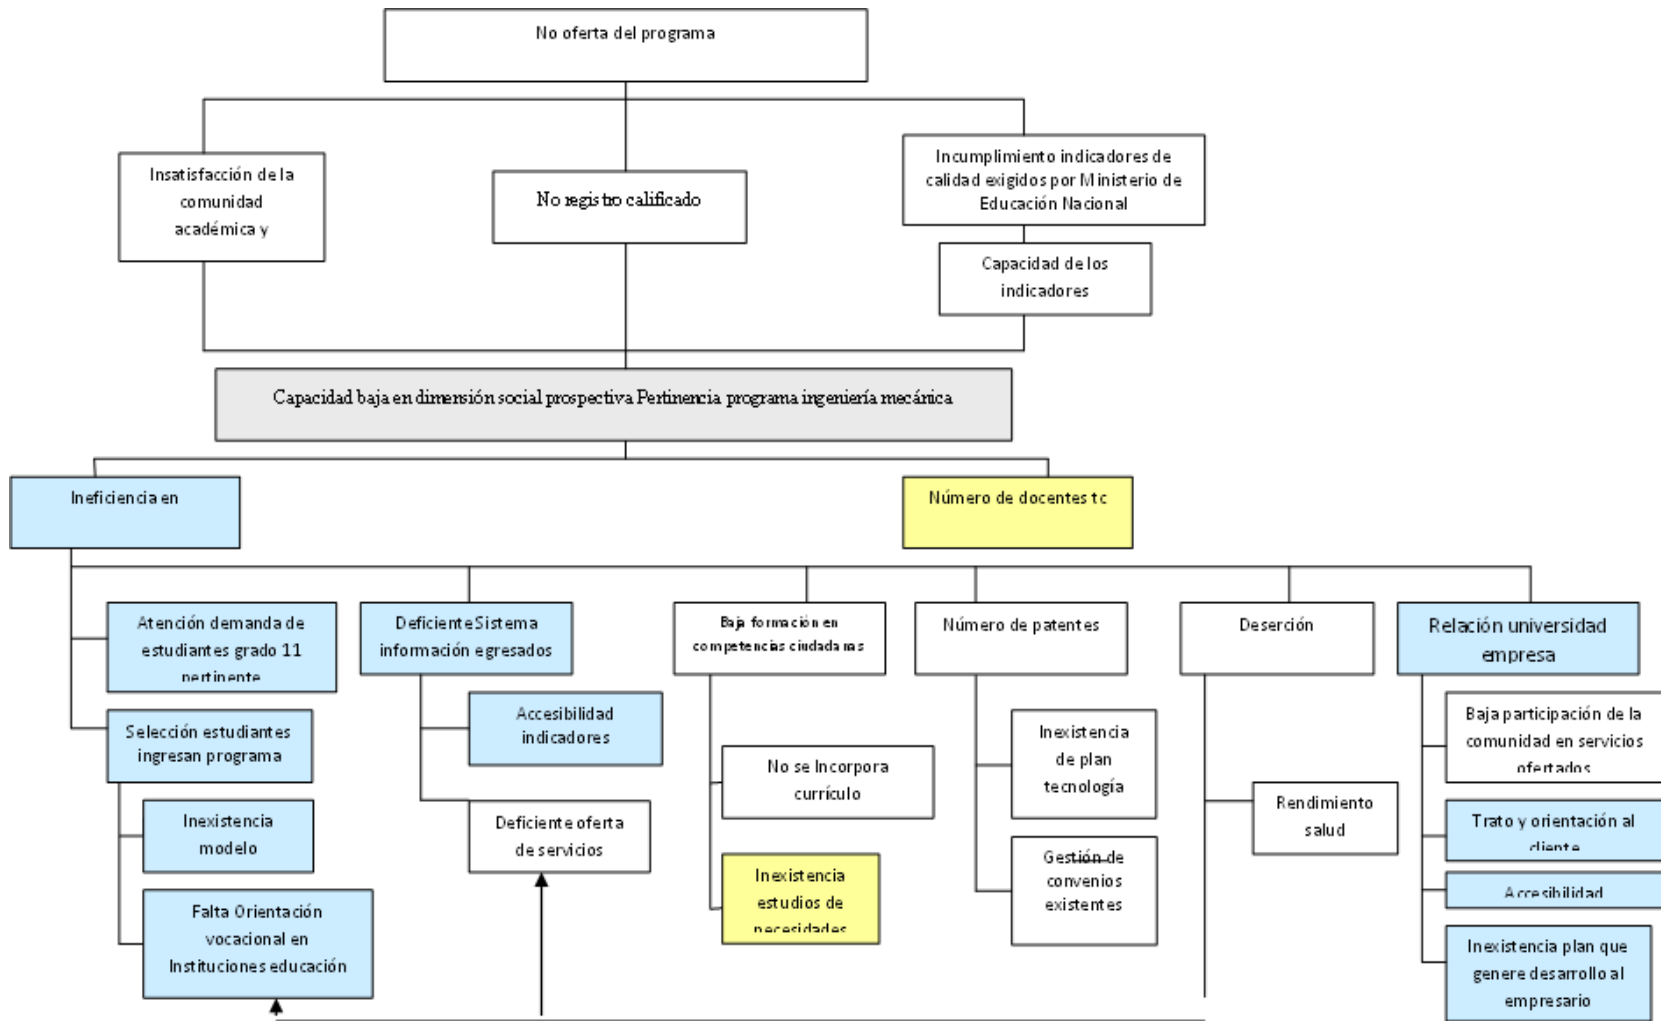 No oferta del programa
Insatisfacción de la
comunidad
académica y
No registro calificado
Incumplimiento indicadores de
calidad exigidos por Ministerio de
Educación Nacional
Capacidad de los
indicadores
Capacidad baja en dimensión social prospectiva Pertinencia programa ingeniería mecánica
Ineficiencia en
Número de docentes tc
Atención demanda de
estudiantes grado 11
pertinente
Selección estudiantes
ingresan programa
Inexistencia
modelo
Falta Orientación
vocacional en
Instituciones educación
Deficiente Sistema
información egresados
Accesibilidad
indicadores
Deficiente oferta
de servicios
Baja formación en
competencias ciudadanas
No se Incorpora
currículo
Inexistencia
estudios de
necesidades
Número de patentes
Inexistencia
de plan
tecnología
Gestión de
convenios
existentes
Deserción
Rendimiento
salud
Relación universidad
empresa
Baja participación de la
comunidad en servicios
ofertados
Trato y orientación al
cliente
Accesibilidad
Inexistencia plan que
genere desarrollo al
empresario